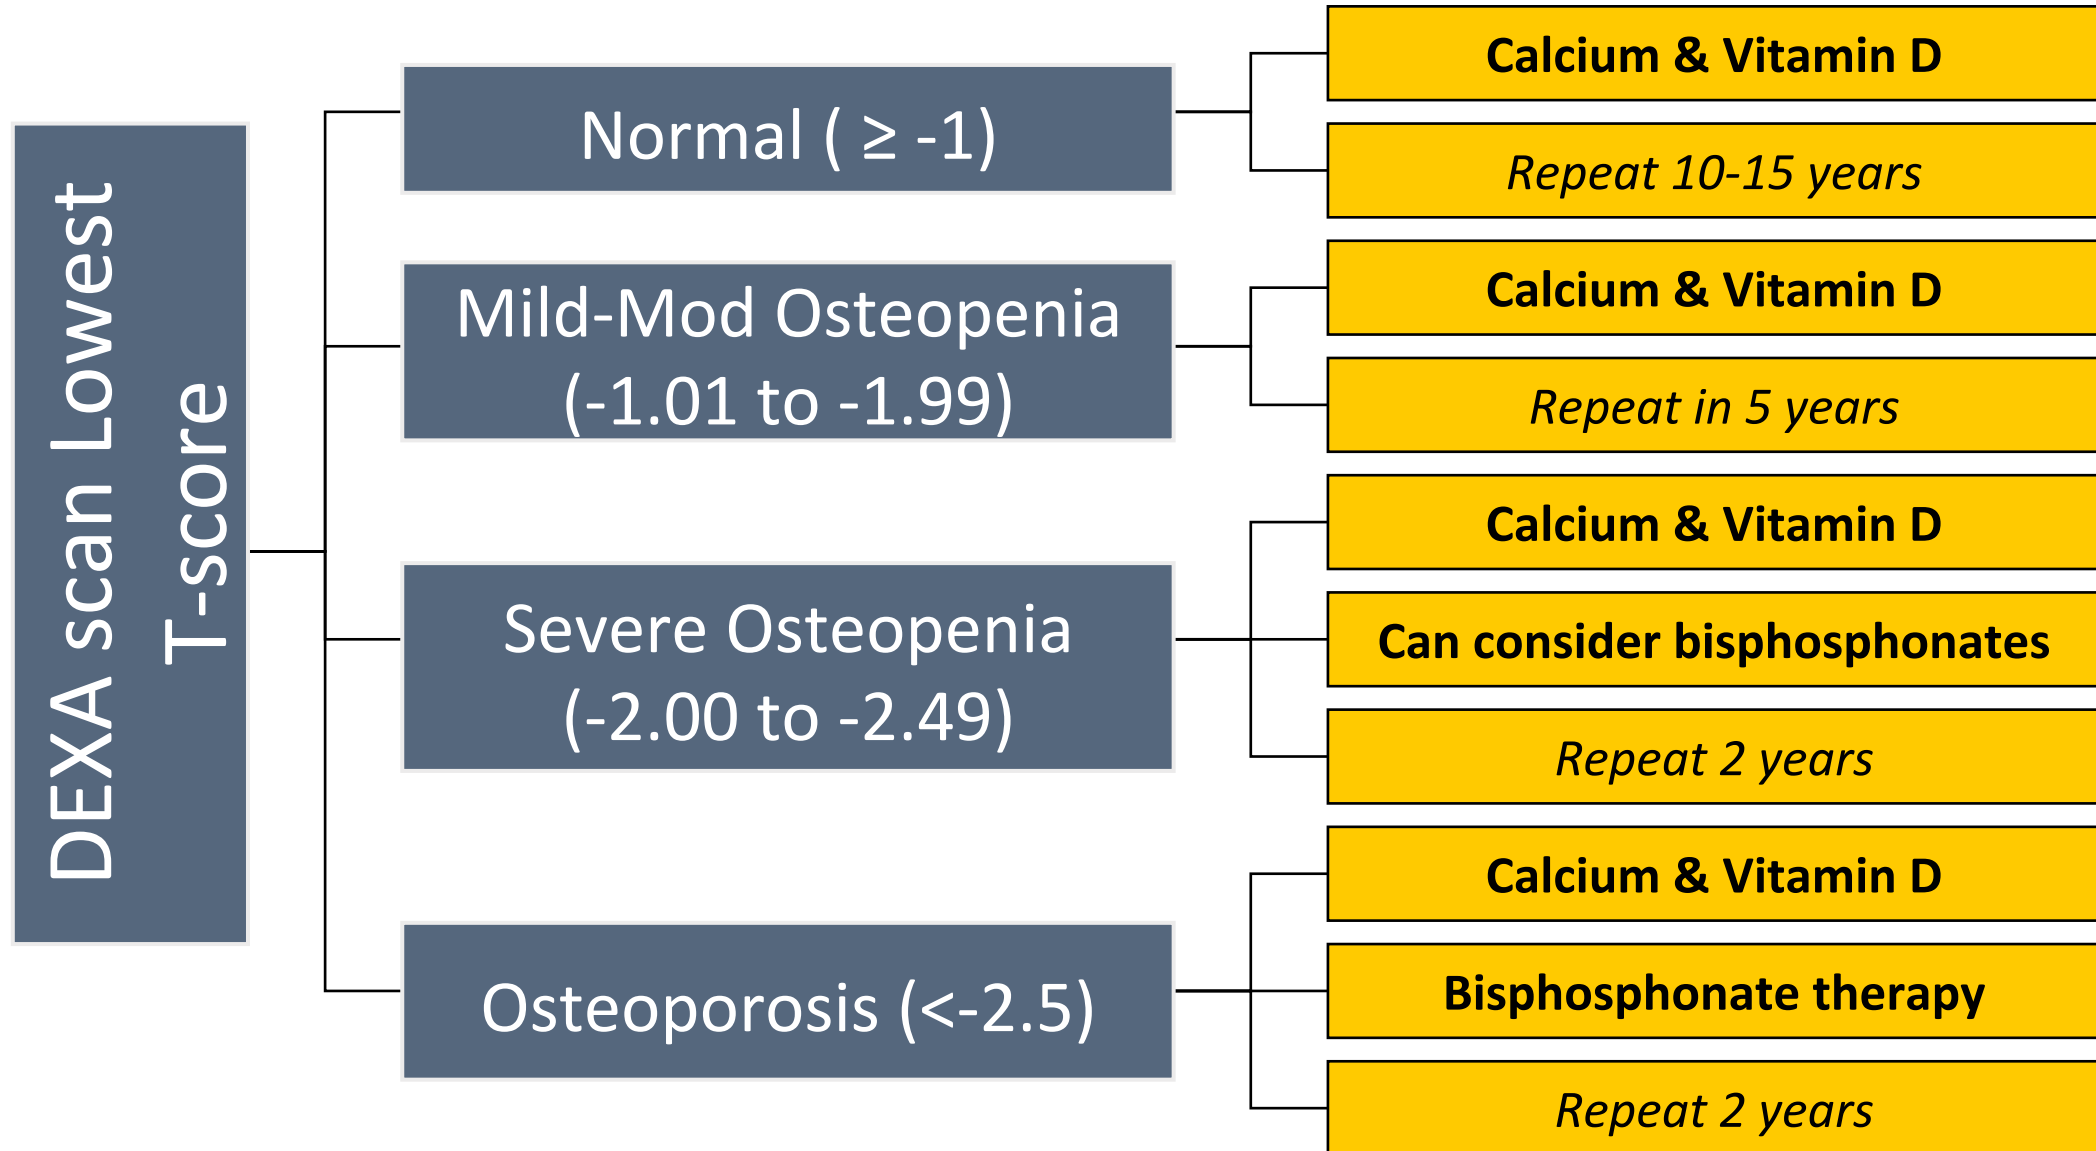 DEXA scan Lowest
T-score
Normal ( ≥ -1)
Calcium & Vitamin D
Repeat 10-15 years
Mild-Mod Osteopenia
(-1.01 to -1.99)
Calcium & Vitamin D
Repeat in 5 years
Severe Osteopenia
(-2.00 to -2.49)
Calcium & Vitamin D
Can consider bisphosphonates
Repeat 2 years
Osteoporosis (<-2.5)
Calcium & Vitamin D
Bisphosphonate therapy
Repeat 2 years